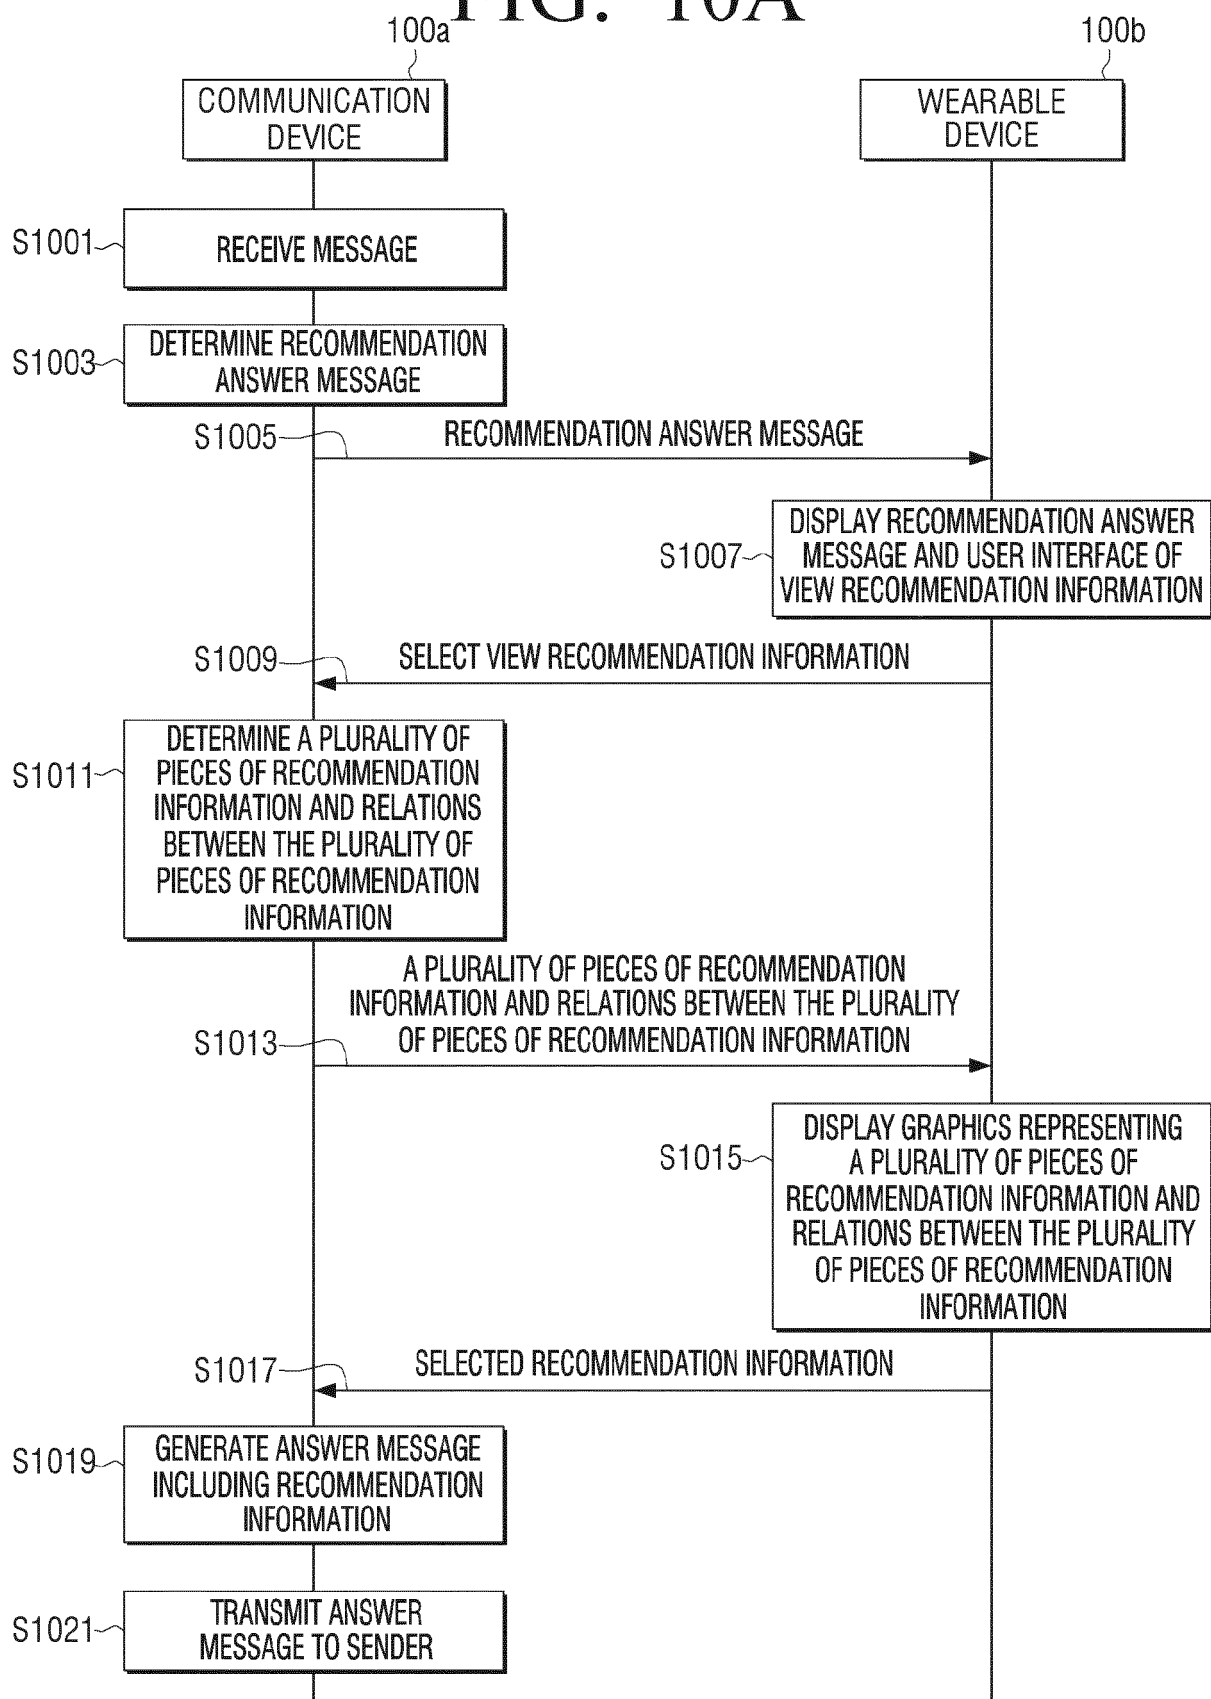 FIG. 10A
100a
100b
COMMUNICATION
DEVICE
WEARABLE
DEVICE
S1001
RECEIVE MESSAGE
S1003
DETERMINE RECOMMENDATION
ANSWER MESSAGE
S1005
RECOMMENDATION ANSWER MESSAGE
S1007
DISPLAY RECOMMENDATION ANSWER
MESSAGE AND USER INTERFACE OF
VIEW RECOMMENDATION INFORMATION
S1009
SELECT VIEW RECOMMENDATION INFORMATION
S1011
DETERMINE A PLURALITY OF
PIECES OF RECOMMENDATION
INFORMATION AND RELATIONS
BETWEEN THE PLURALITY OF
PIECES OF RECOMMENDATION
INFORMATION
A PLURALITY OF PIECES OF RECOMMENDATION
INFORMATION AND RELATIONS BETWEEN THE PLURALITY
OF PIECES OF RECOMMENDATION INFORMATION
S1013
S1015
DISPLAY GRAPHICS REPRESENTING
A PLURALITY OF PIECES OF
RECOMMENDATION INFORMATION AND
RELATIONS BETWEEN THE PLURALITY
OF PIECES OF RECOMMENDATION
INFORMATION
S1017
SELECTED RECOMMENDATION INFORMATION
S1019
GENERATE ANSWER MESSAGE
INCLUDING RECOMMENDATION
INFORMATION
S1021
TRANSMIT ANSWER
MESSAGE TO SENDER